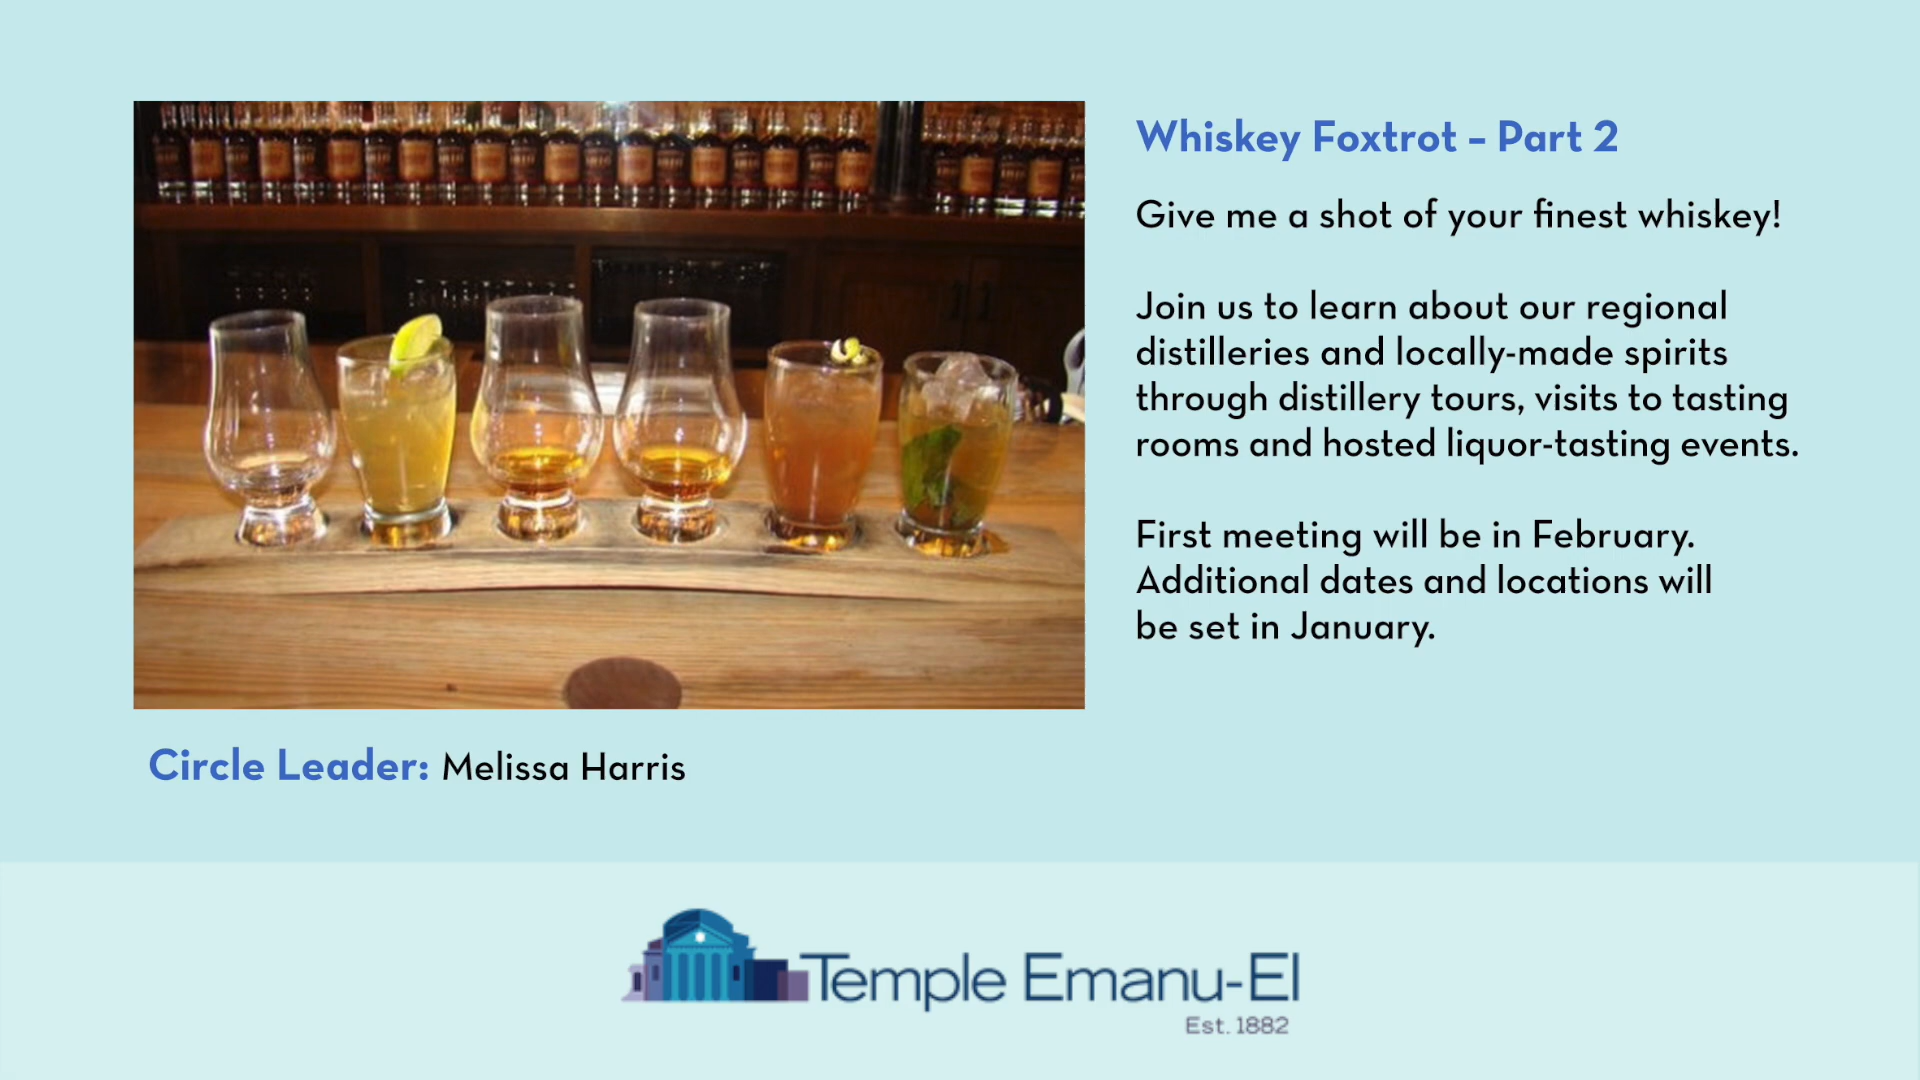 Whiskey Foxtrot – Part 2
Give me a shot of your finest whiskey!
Join us to learn about our regional
distilleries and locally-made spirits
through distillery tours, visits to tasting
rooms and hosted liquor-tasting events.
First meeting will be in February.
Additional dates and locations will
be set in January.
Circle Leader: Melissa Harris
Temple Emanu-El
Est. 1882